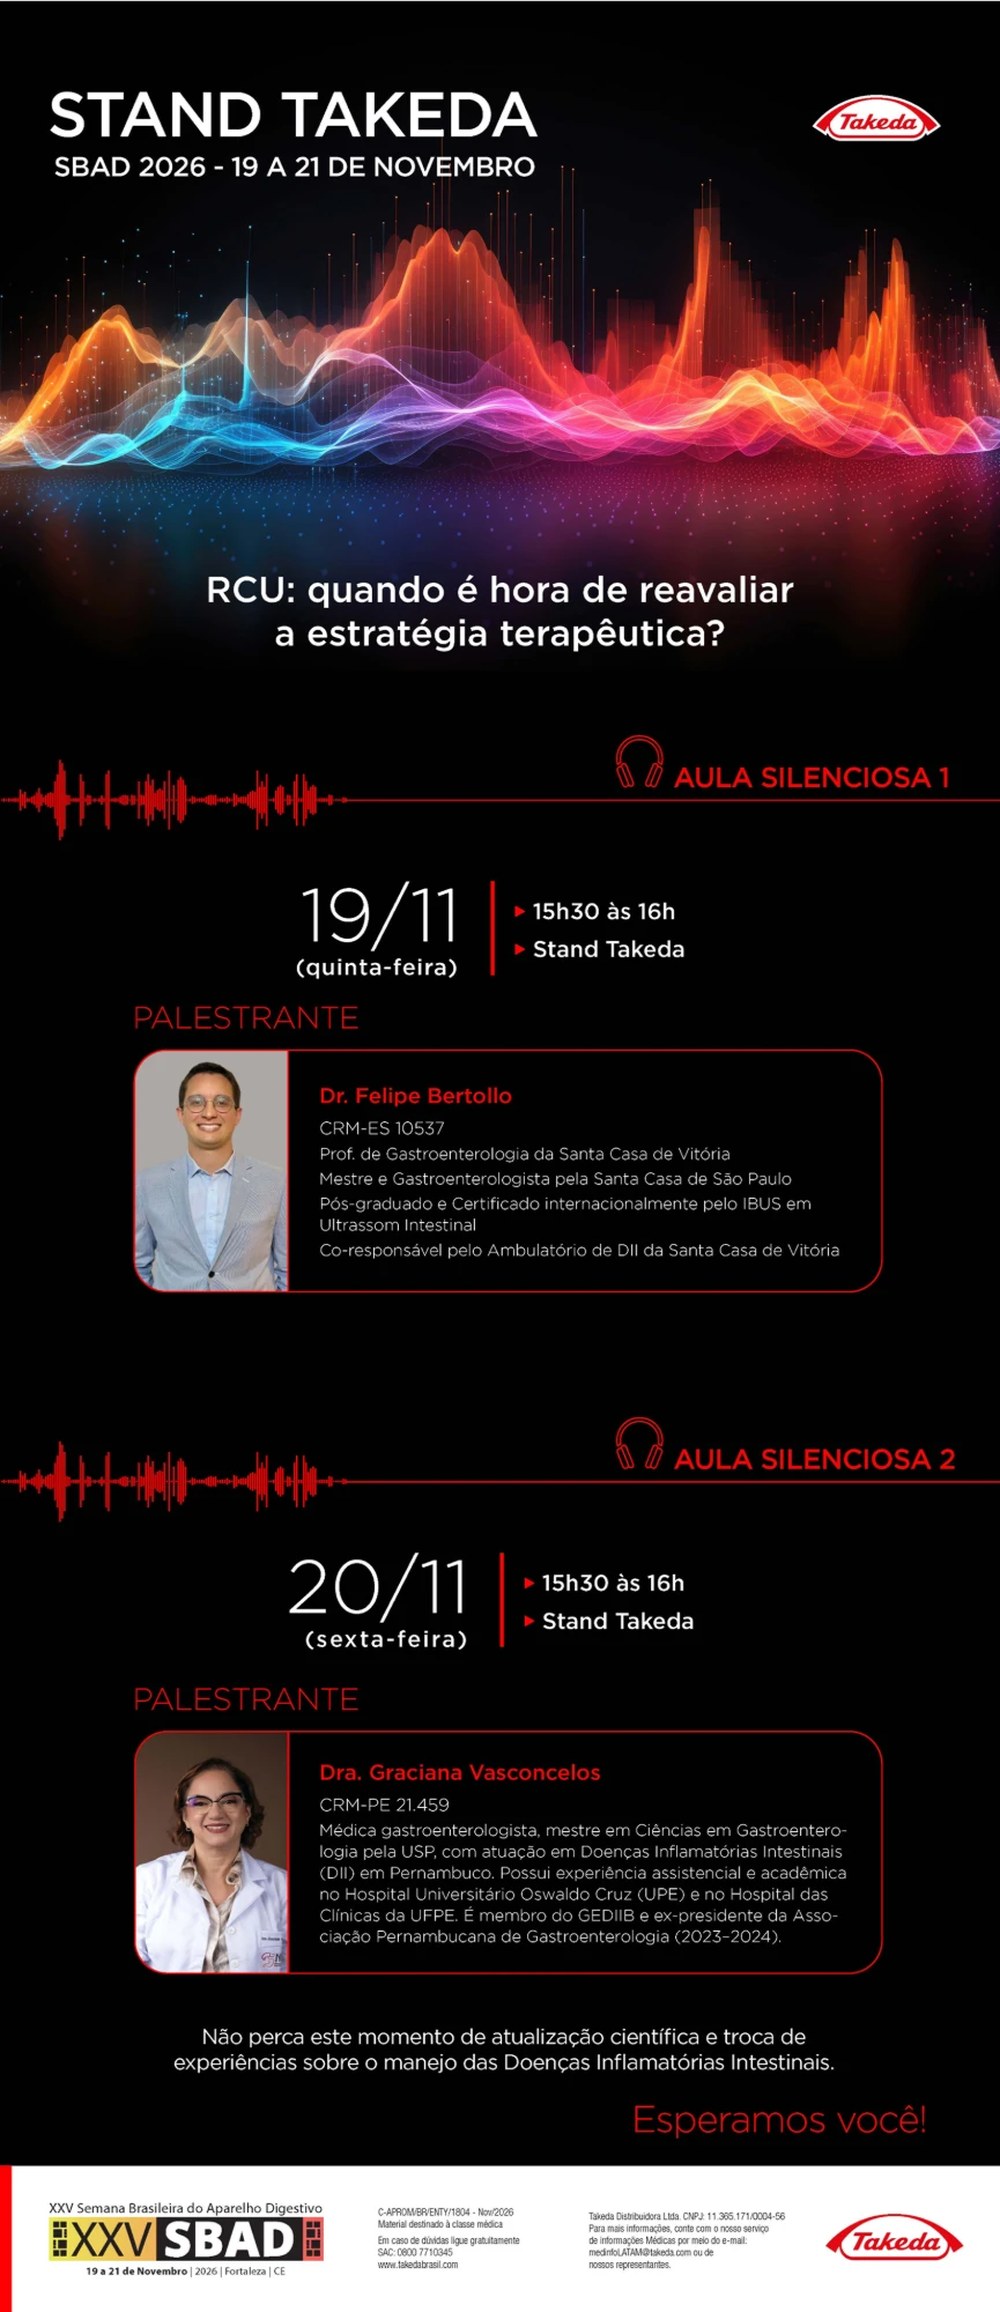 STAND TAKEDA
SBAD 2026 - 19 A 21 DE NOVEMBRO
Takeda
RCU: quando é hora de reavaliar
a estratégia terapêutica?
AULA SILENCIOSA 1
19/11
(quinta-feira)
15h30 às 16h
Stand Takeda
PALESTRANTE
Dr. Felipe Bertollo
CRM-ES 10537
Prof. de Gastroenterologia da Santa Casa de Vitória
Mestre e Gastroenterologista pela Santa Casa de São Paulo
Pós-graduado e Certificado internacionalmente pelo IBUS em
Ultrassom Intestinal
Co-responsável pelo Ambulatório de DII da Santa Casa de Vitória
AULA SILENCIOSA 2
20/11
(sexta-feira)
15h30 às 16h
Stand Takeda
PALESTRANTE
Dra. Graciana Vasconcelos
CRM-PE 21.459
Médica gastroenterologista, mestre em Ciências em Gastroentero-
logia pela USP, com atuação em Doenças Inflamatórias Intestinais
(DII) em Pernambuco. Possui experiência assistencial e acadêmica
no Hospital Universitário Oswaldo Cruz (UPE) e no Hospital das
Clínicas da UFPE. É membro do GEDIIB e ex-presidente da Asso-
ciação Pernambucana de Gastroenterologia (2023–2024).
Não perca este momento de atualização científica e troca de
experiências sobre o manejo das Doenças Inflamatórias Intestinais.
Esperamos você!
XXV Semana Brasileira do Aparelho Digestivo
XXV SBAD
19 a 21 de Novembro | 2026 | Fortaleza | CE
C-APROM/BR/ENTY/1804 - Nov/2026
Material destinado à classe médica
Em caso de dúvidas ligue gratuitamente
SAC: 0800 7710345
www.takedabrasil.com
Takeda Distribuidora Ltda. CNPJ: 11.365.171/0004-56
Para mais informações, conte com o nosso serviço
de informações Médicas por meio do e-mail:
medinfoLATAM@takeda.com ou de
nossos representantes.
Takeda